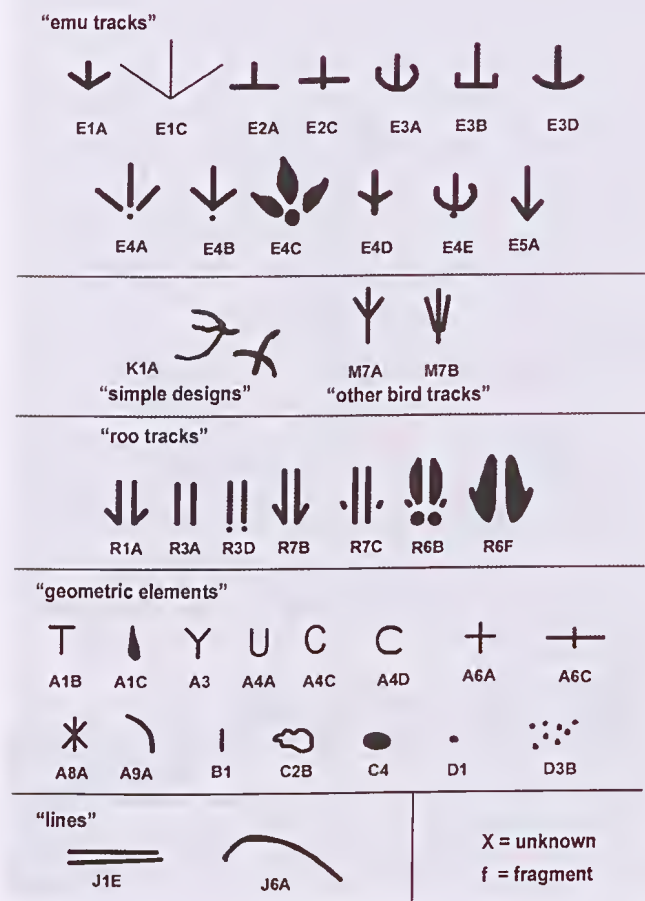 “emu tracks”
E1A E1C E2A E2C E3A E3B E3D
E4A E4B E4C E4D E4E E5A
K1A M7A M7B
“simple designs” “other bird tracks”
“roo tracks”
R1A R3A R3D R7B R7C R6B R6F
“geometric elements”
A1B A1C A3 A4A A4C A4D A6A A6C
A8A A9A B1 C2B C4 D1 D3B
“lines”
J1E J6A
X = unknown
f = fragment